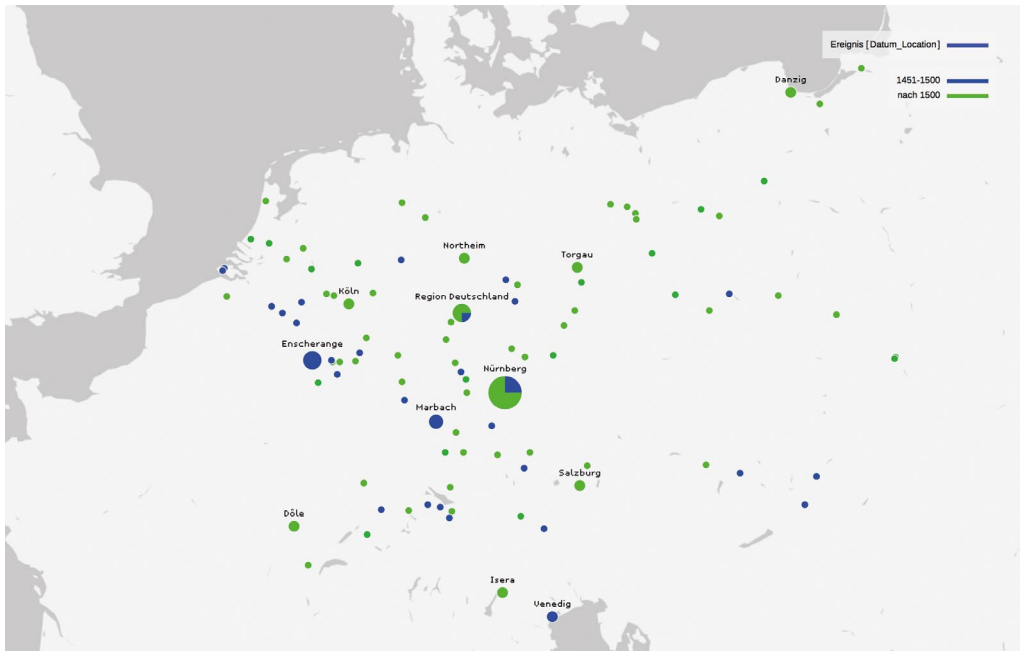 Ereignis [Datum_Location]
1451-1500
nach 1500
Danzig
Northeim
Torgau
Köln
Region Deutschland
Enscherange
Nürnberg
Marbach
Salzburg
Dôle
Isera
Venedig